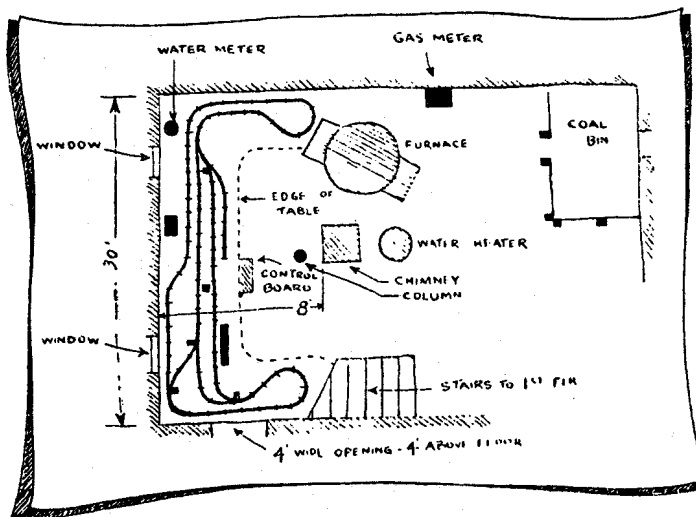 WATER METER
GAS METER
COAL
BIN
FURNACE
WINDOW
EDGE OF
TABLE
30'
WATER HEATER
CONTROL
BOARD
CHIMNEY
COLUMN
8'
WINDOW
STAIRS TO 1ST FLR
4' WIDE OPENING - 4' ABOVE FLOOR